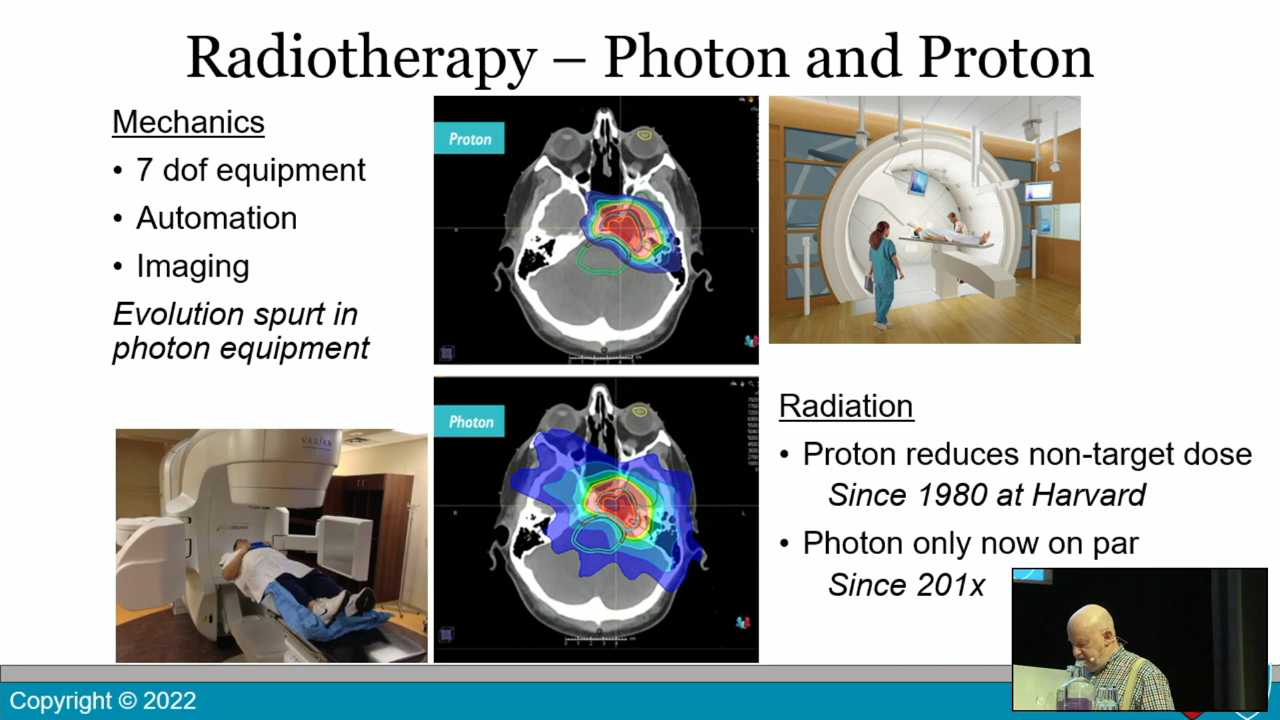 Radiotherapy – Photon and Proton
Mechanics
• 7 dof equipment
• Automation
• Imaging
Evolution spurt in
photon equipment
Proton
Photon
VARIAN
Radiation
• Proton reduces non-target dose
Since 1980 at Harvard
• Photon only now on par
Since 201x
Copyright © 2022